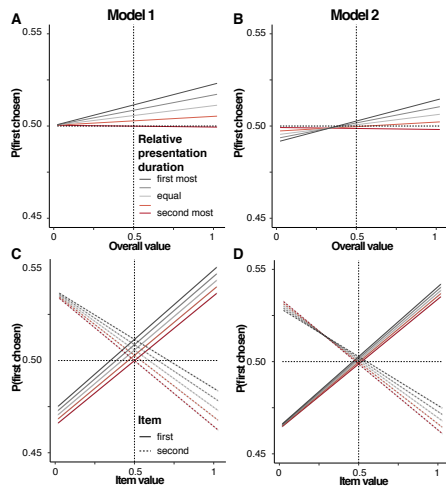 Model 1
Model 2
A
B
0.55
0.50
0.45
P(first chosen)
Relative
presentation
duration
first most
equal
second most
0 0.5 1
Overall value
0.55
0.50
0.45
P(first chosen)
0 0.5 1
Overall value
C
D
0.55
0.50
0.45
P(first chosen)
Item
first
second
0 0.5 1
Item value
0.55
0.50
0.45
P(first chosen)
0 0.5 1
Item value